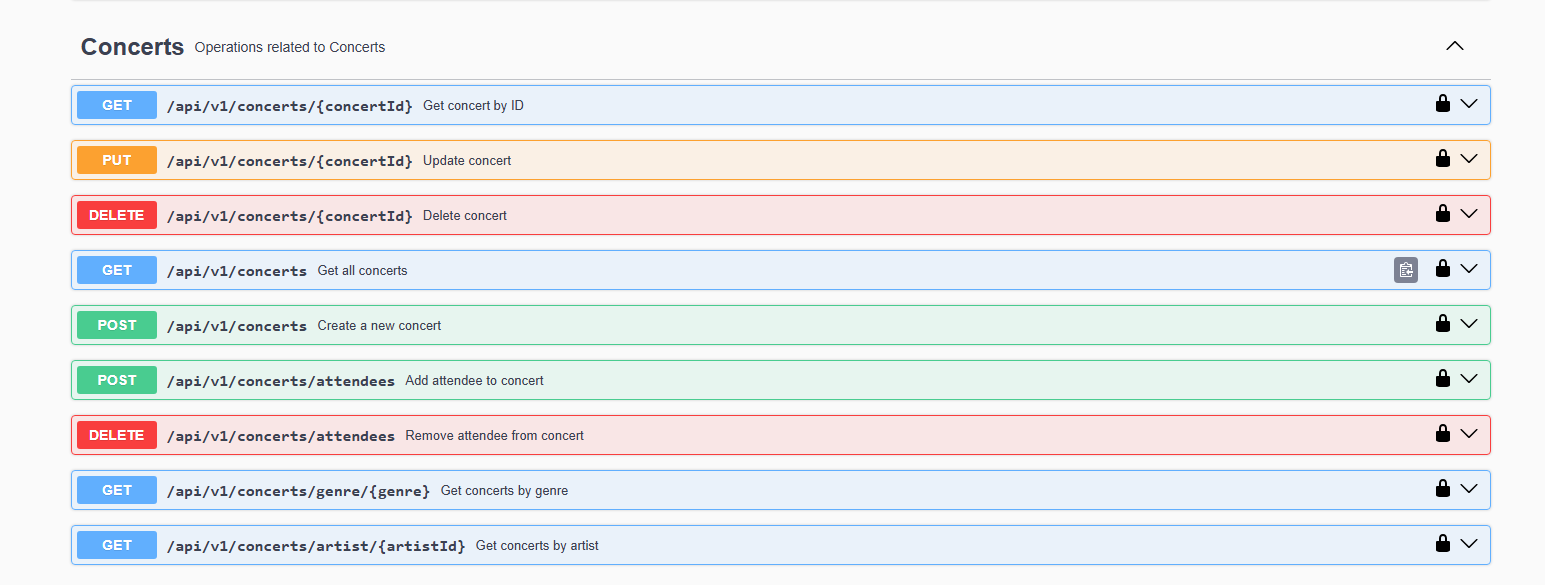 Concerts Operations related to Concerts
GET /api/v1/concerts/{concertId} Get concert by ID
PUT /api/v1/concerts/{concertId} Update concert
DELETE /api/v1/concerts/{concertId} Delete concert
GET /api/v1/concerts Get all concerts
POST /api/v1/concerts Create a new concert
POST /api/v1/concerts/attendees Add attendee to concert
DELETE /api/v1/concerts/attendees Remove attendee from concert
GET /api/v1/concerts/genre/{genre} Get concerts by genre
GET /api/v1/concerts/artist/{artistId} Get concerts by artist